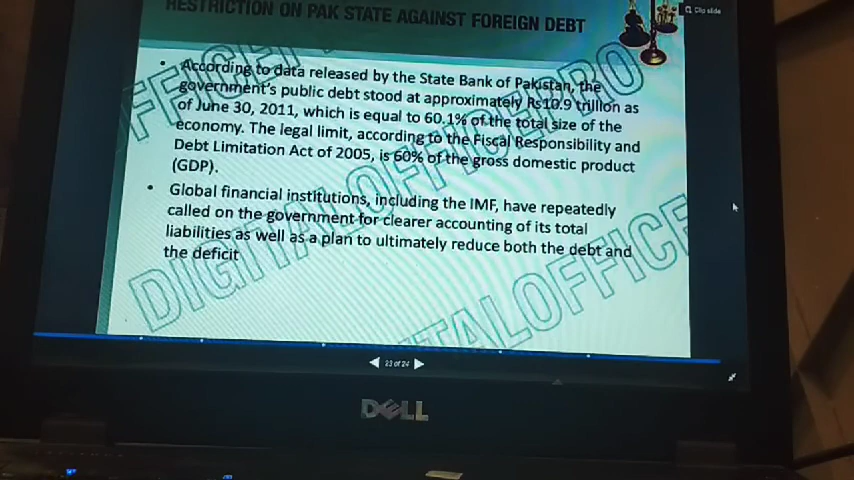 RESTRICTION ON PAK STATE AGAINST FOREIGN DEBT
Clip slide
• According to data released by the State Bank of Pakistan, the
government's public debt stood at approximately Rs10.9 trillion as
of June 30, 2011, which is equal to 60.1% of the total size of the
economy. The legal limit, according to the Fiscal Responsibility and
Debt Limitation Act of 2005, is 60% of the gross domestic product
(GDP).
• Global financial institutions, including the IMF, have repeatedly
called on the government for clearer accounting of its total
liabilities as well as a plan to ultimately reduce both the debt and
the deficit
DIGITALOFFICEPRO
23 of 24
DELL